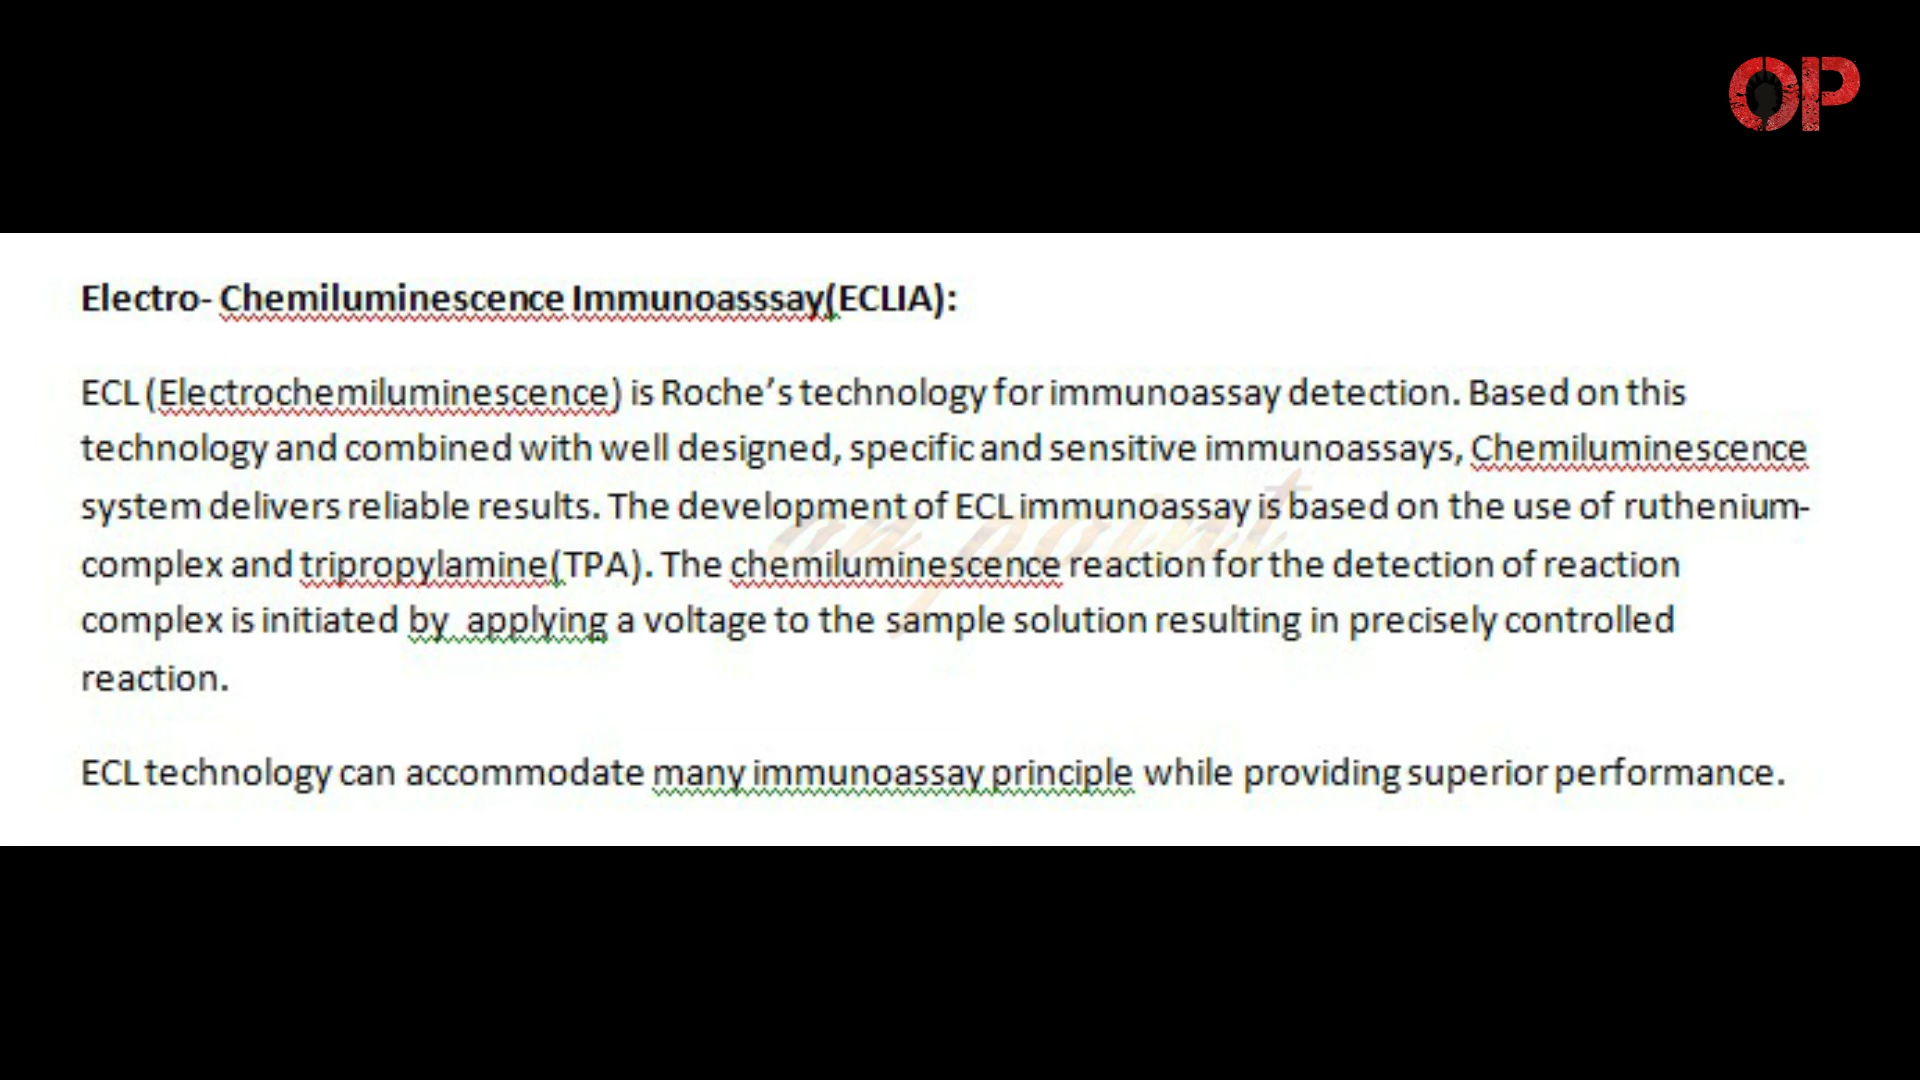 OP
Electro- Chemiluminescence Immunoasssay(ECLIA):
ECL (Electrochemiluminescence) is Roche’s technology for immunoassay detection. Based on this
technology and combined with well designed, specific and sensitive immunoassays, Chemiluminescence
system delivers reliable results. The development of ECL immunoassay is based on the use of ruthenium-
complex and tripropylamine(TPA). The chemiluminescence reaction for the detection of reaction
complex is initiated by  applying a voltage to the sample solution resulting in precisely controlled
reaction.
ECL technology can accommodate many immunoassay principle while providing superior performance.
on point